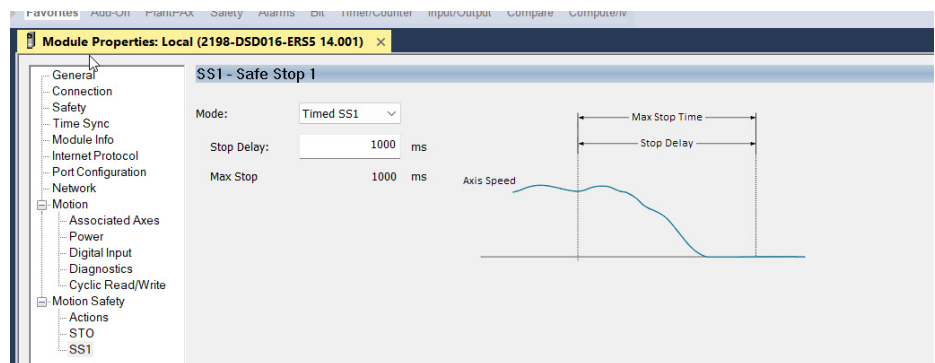 Favorites Add-On PlantPAx Safety Alarms Bit Timer/Counter Input/Output Compare Compute/M
Module Properties: Local (2198-DSD016-ERS5 14.001) ×
General
Connection
Safety
Time Sync
Module Info
Internet Protocol
Port Configuration
Network
Motion
Associated Axes
Power
Digital Input
Diagnostics
Cyclic Read/Write
Motion Safety
Actions
STO
SS1
SS1 - Safe Stop 1
Mode: Timed SS1
Stop Delay: 1000 ms
Max Stop 1000 ms
Max Stop Time
Stop Delay
Axis Speed